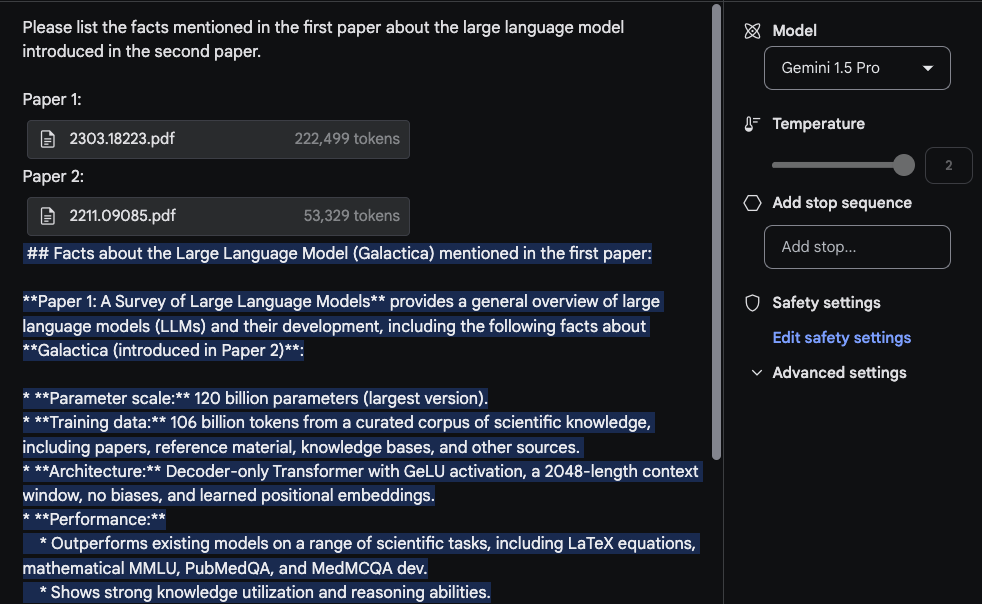 Please list the facts mentioned in the first paper about the large language model
introduced in the second paper.
Paper 1:
2303.18223.pdf 222,499 tokens
Paper 2:
2211.09085.pdf 53,329 tokens
## Facts about the Large Language Model (Galactica) mentioned in the first paper:
**Paper 1: A Survey of Large Language Models** provides a general overview of large
language models (LLMs) and their development, including the following facts about
**Galactica (introduced in Paper 2)**:
* **Parameter scale:** 120 billion parameters (largest version).
* **Training data:** 106 billion tokens from a curated corpus of scientific knowledge,
including papers, reference material, knowledge bases, and other sources.
* **Architecture:** Decoder-only Transformer with GeLU activation, a 2048-length context
window, no biases, and learned positional embeddings.
* **Performance:**
* Outperforms existing models on a range of scientific tasks, including LaTeX equations,
mathematical MMLU, PubMedQA, and MedMCQA dev.
* Shows strong knowledge utilization and reasoning abilities.
Model
Gemini 1.5 Pro
Temperature
2
Add stop sequence
Add stop...
Safety settings
Edit safety settings
Advanced settings